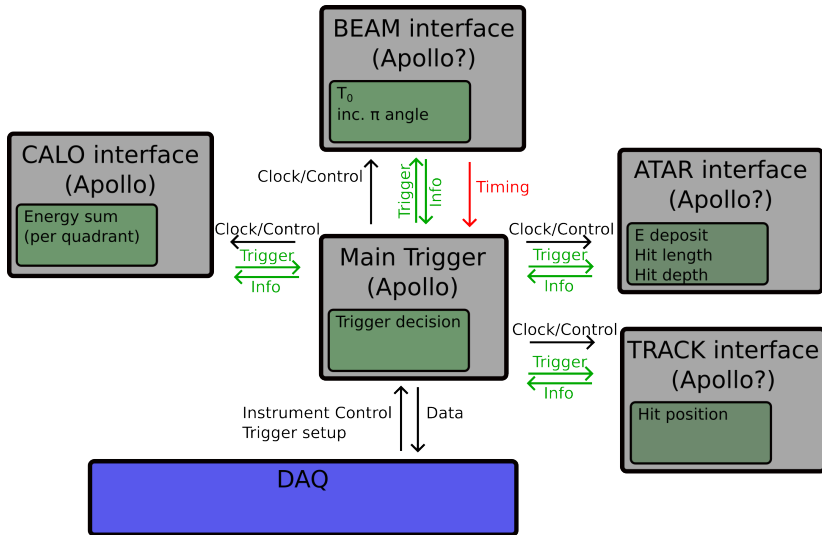 BEAM interface
(Apollo?)
T₀
inc. π angle
CALO interface
(Apollo)
Energy sum
(per quadrant)
Clock/Control
Trigger
Info
Timing
ATAR interface
(Apollo?)
E deposit
Hit length
Hit depth
Clock/Control
Trigger
Info
Main Trigger
(Apollo)
Trigger decision
Clock/Control
Trigger
Info
Clock/Control
Trigger
Info
TRACK interface
(Apollo?)
Hit position
Instrument Control
Trigger setup
Data
DAQ